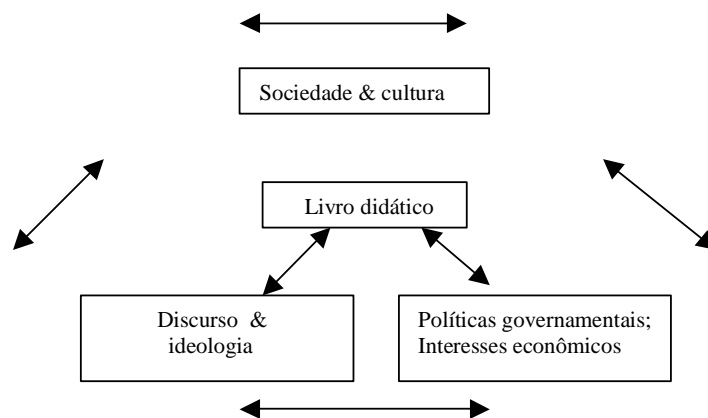 Sociedade & cultura
Livro didático
Discurso &
ideologia
Políticas governamentais;
Interesses econômicos